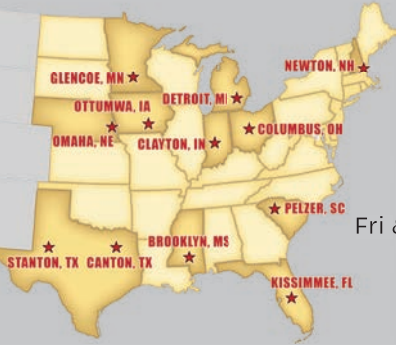 NEWTON, NH
GLENCOE, MN
DETROIT, MI
OTTUMWA, IA
COLUMBUS, OH
OMAHA, NE
CLAYTON, IN
PELZER, SC
Fri &
BROOKLYN, MS
STANTON, TX
CANTON, TX
KISSIMMEE, FL